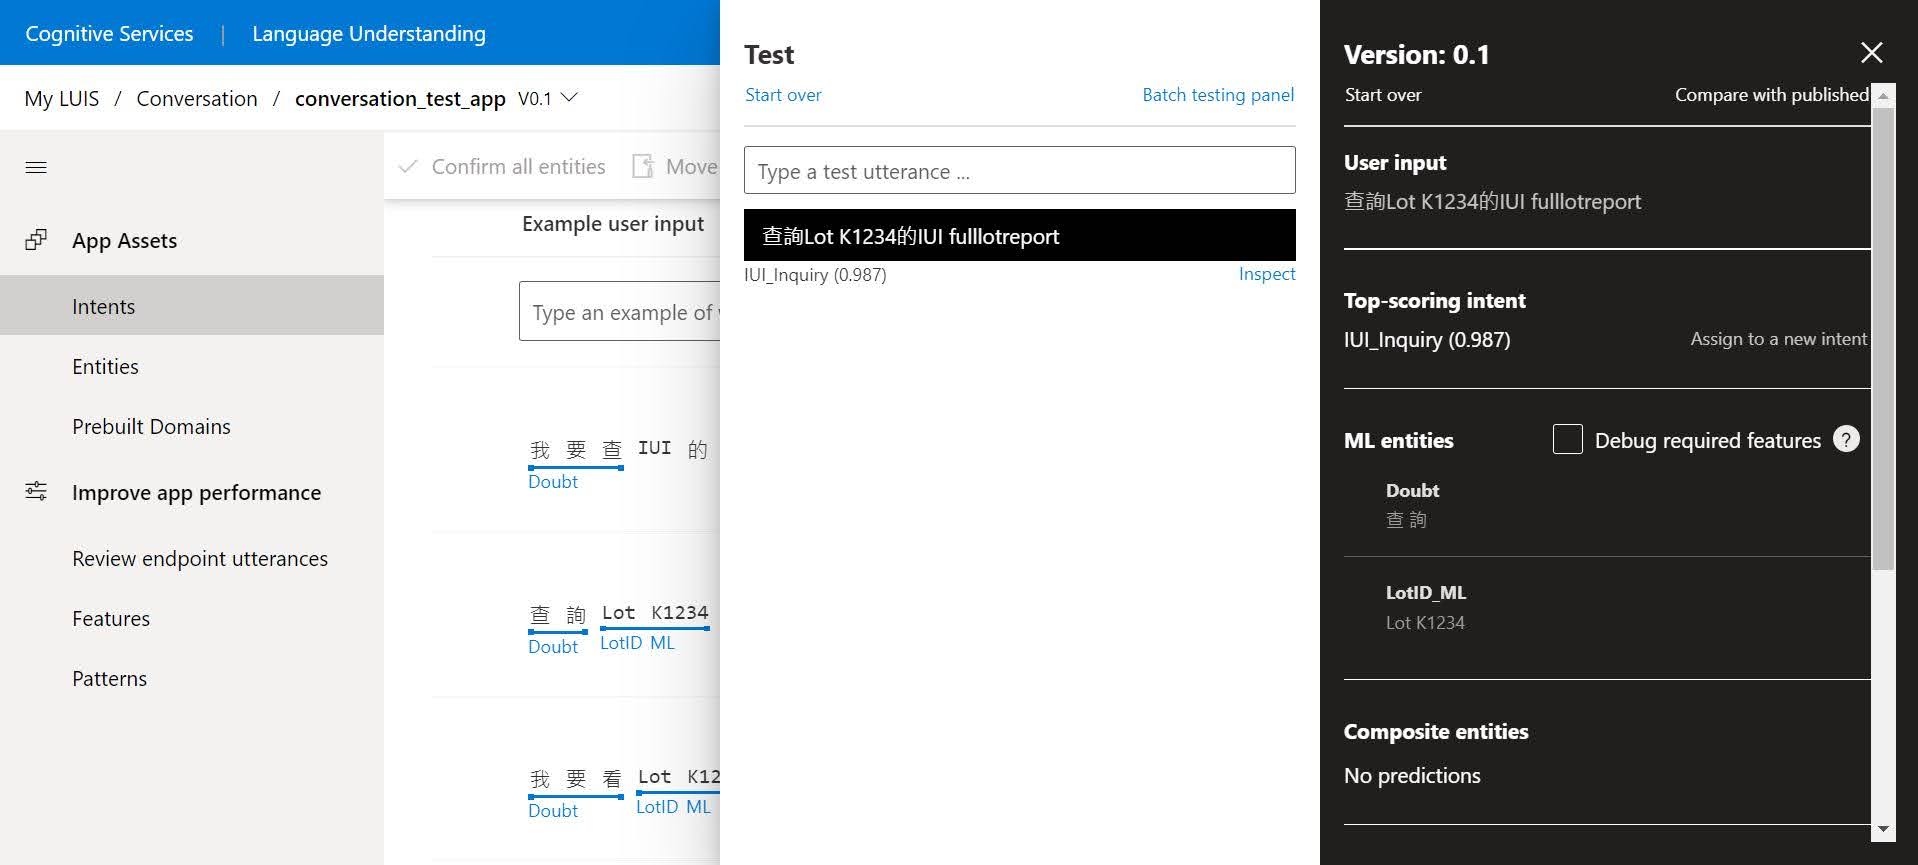 Cognitive Services | Language Understanding
My LUIS / Conversation / conversation_test_app V0.1
App Assets
Intents
Entities
Prebuilt Domains
Improve app performance
Review endpoint utterances
Features
Patterns
Confirm all entities Move
Example user input
Type an example of
我 要 查 IUI 的
Doubt
查 詢 Lot K1234
Doubt LotID ML
我 要 看 Lot K12
Doubt LotID ML
Test
Start over Batch testing panel
Type a test utterance ...
查詢Lot K1234的IUI fulllotreport
IUI_Inquiry (0.987) Inspect
Version: 0.1
Start over Compare with published
User input
查詢Lot K1234的IUI fulllotreport
Top-scoring intent
IUI_Inquiry (0.987) Assign to a new intent
ML entities Debug required features ?
Doubt
查 詢
LotID_ML
Lot K1234
Composite entities
No predictions